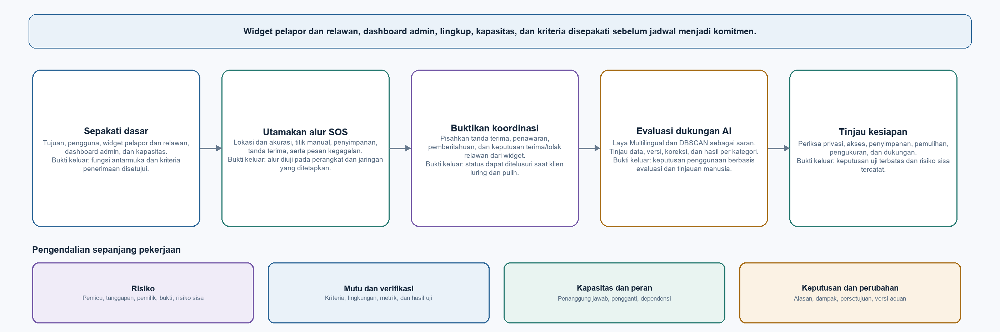 Widget pelapor dan relawan, dashboard admin, lingkup, kapasitas, dan kriteria disepakati sebelum jadwal menjadi komitmen.
Sepakati dasar
Tujuan, pengguna, widget pelapor dan relawan,
dashboard admin, dan kapasitas.
Bukti keluar: fungsi antarmuka dan kriteria
penerimaan disetujui.
Utamakan alur SOS
Lokasi dan akurasi, titik manual, penyimpanan,
tanda terima, serta pesan kegagalan.
Bukti keluar: alur diuji pada perangkat dan jaringan
yang ditetapkan.
Buktikan koordinasi
Pisahkan tanda terima, penawaran,
pemberitahuan, dan keputusan terima/tolak
relawan dari widget.
Bukti keluar: status dapat ditelusuri saat klien
luring dan pulih.
Evaluasi dukungan AI
Laya Multilingual dan DBSCAN sebagai saran.
Tinjau data, versi, koreksi, dan hasil per kategori.
Bukti keluar: keputusan penggunaan berbasis
evaluasi dan tinjauan manusia.
Tinjau kesiapan
Periksa privasi, akses, penyimpanan, pemulihan,
pengukuran, dan dukungan.
Bukti keluar: keputusan uji terbatas dan risiko sisa
tercatat.
Pengendalian sepanjang pekerjaan
Risiko
Pemicu, tanggapan, pemilik, bukti, risiko sisa
Mutu dan verifikasi
Kriteria, lingkungan, metrik, dan hasil uji
Kapasitas dan peran
Penanggung jawab, pengganti, dependensi
Keputusan dan perubahan
Alasan, dampak, persetujuan, versi acuan